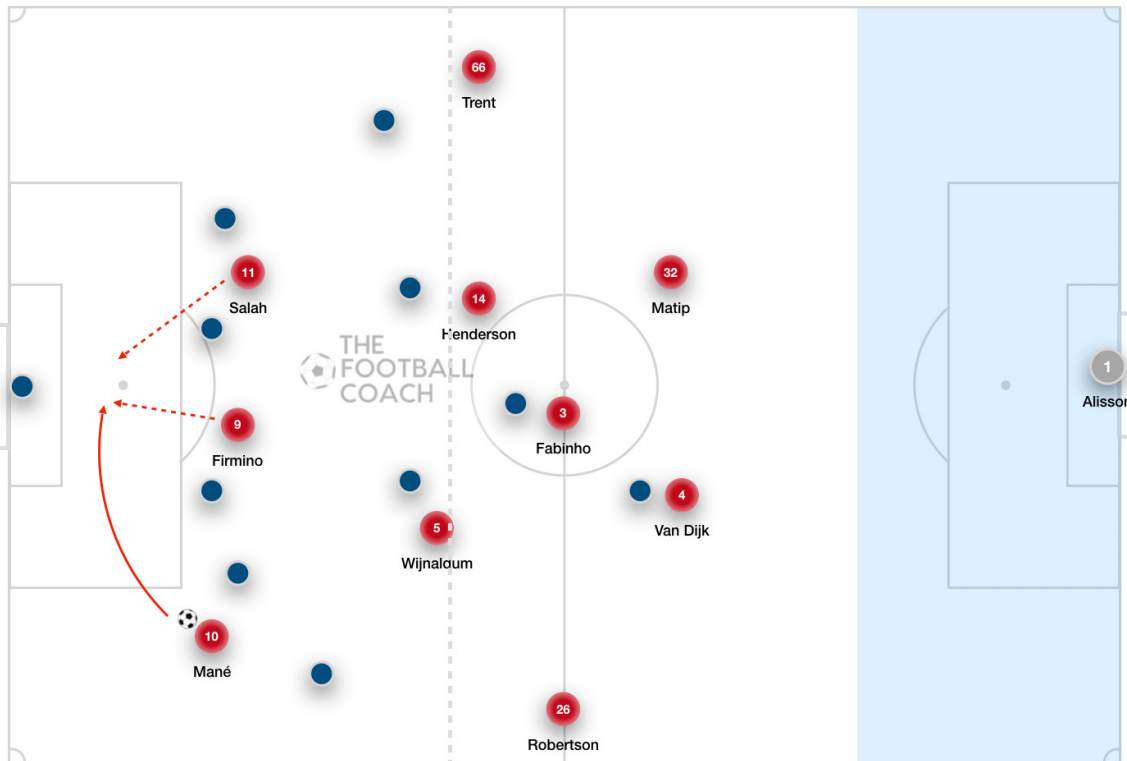 66
Trent
11
Salah
32
Matip
14
Henderson
THE
FOOTBALL
COACH
1
Alisson
3
Fabinho
9
Firmino
4
Van Dijk
5
Wijnaldum
10
Mané
26
Robertson